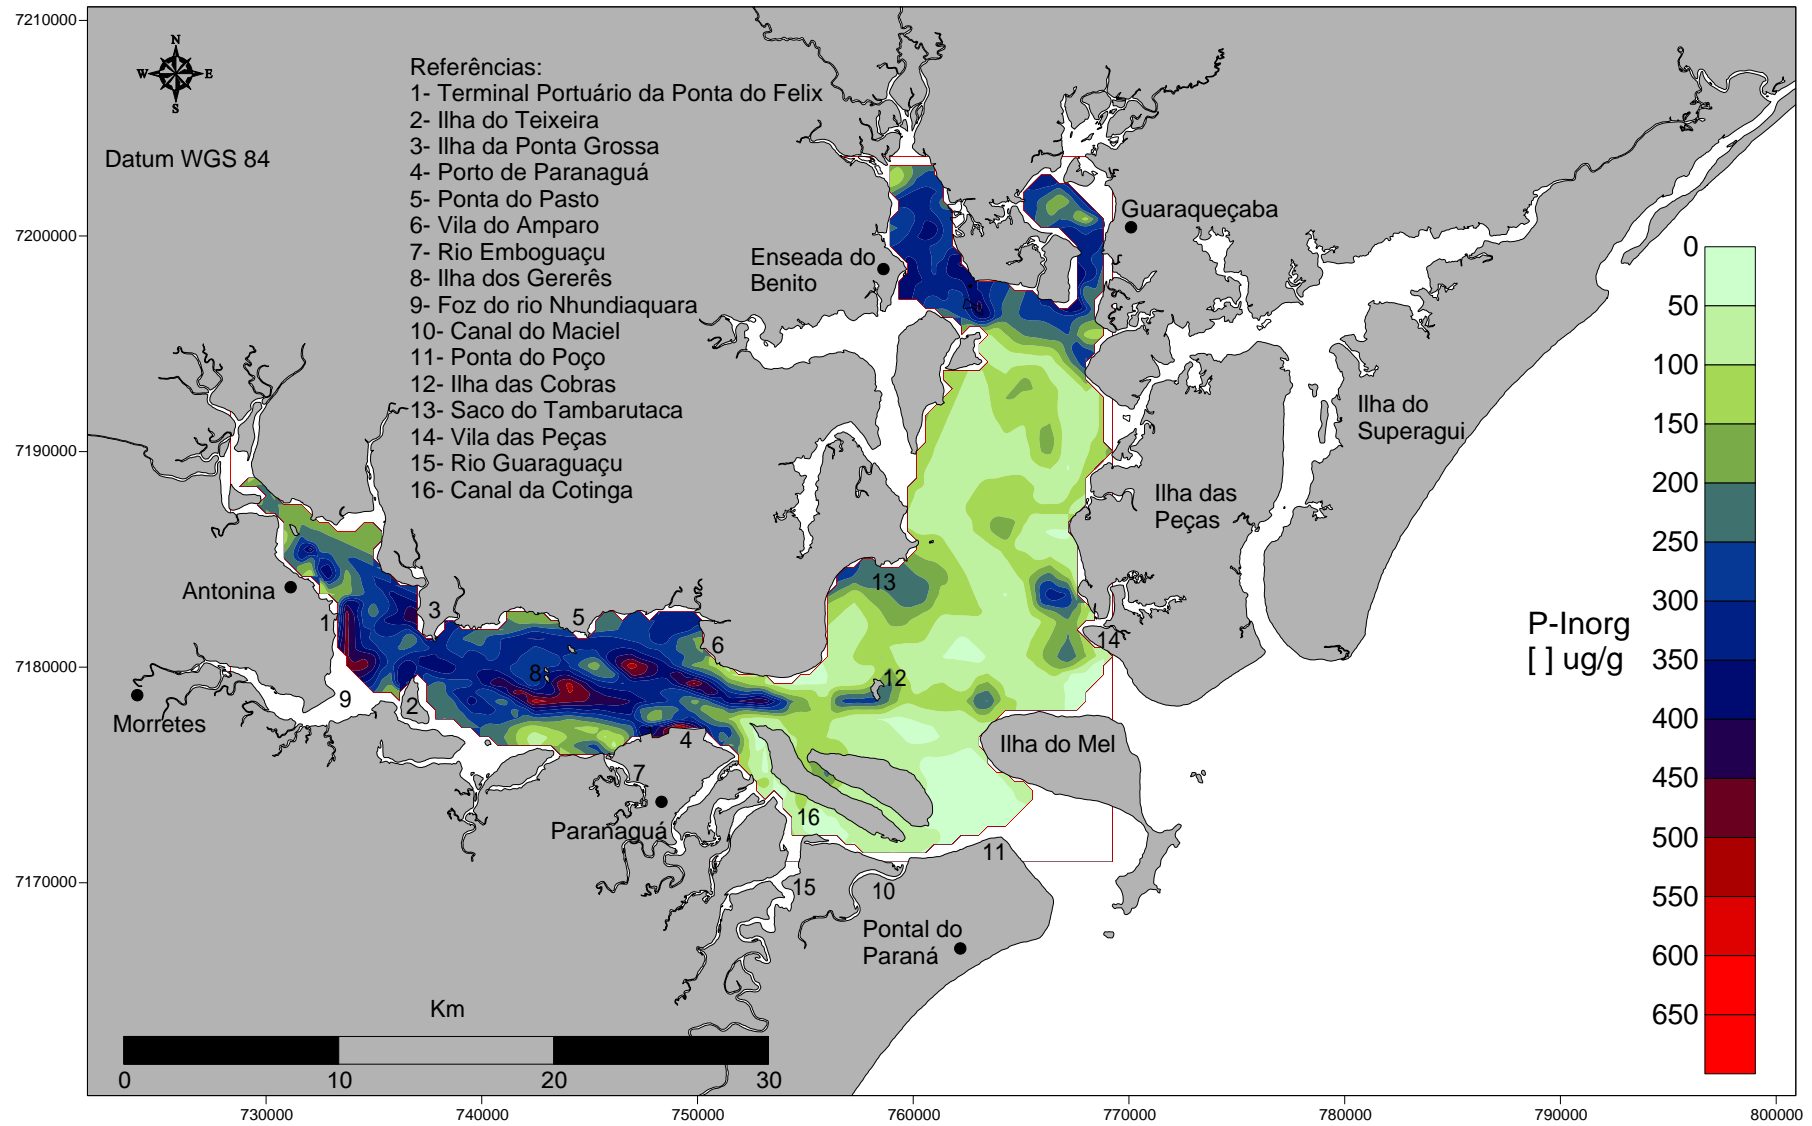 7210000
7200000
7190000
7180000
7170000
N
W
E
S
Datum WGS 84
Referências:
1- Terminal Portuário da Ponta do Felix
2- Ilha do Teixeira
3- Ilha da Ponta Grossa
4- Porto de Paranaguá
5- Ponta do Pasto
6- Vila do Amparo
7- Rio Emboguaçu
8- Ilha dos Gererês
9- Foz do rio Nhundiaquara
10- Canal do Maciel
11- Ponta do Poço
12- Ilha das Cobras
13- Saco do Tambarutaca
14- Vila das Peças
15- Rio Guaraguaçu
16- Canal da Cotinga
Guaraqueçaba
Enseada do
Benito
Ilha do
Superagui
Ilha das
Peças
Antonina
Morretes
Paranaguá
Ilha do Mel
Pontal do
Paraná
1
2
3
4
5
6
7
8
9
10
11
12
13
14
15
16
P-Inorg
[ ] ug/g
0
50
100
150
200
250
300
350
400
450
500
550
600
650
Km
0
10
20
30
730000
740000
750000
760000
770000
780000
790000
800000